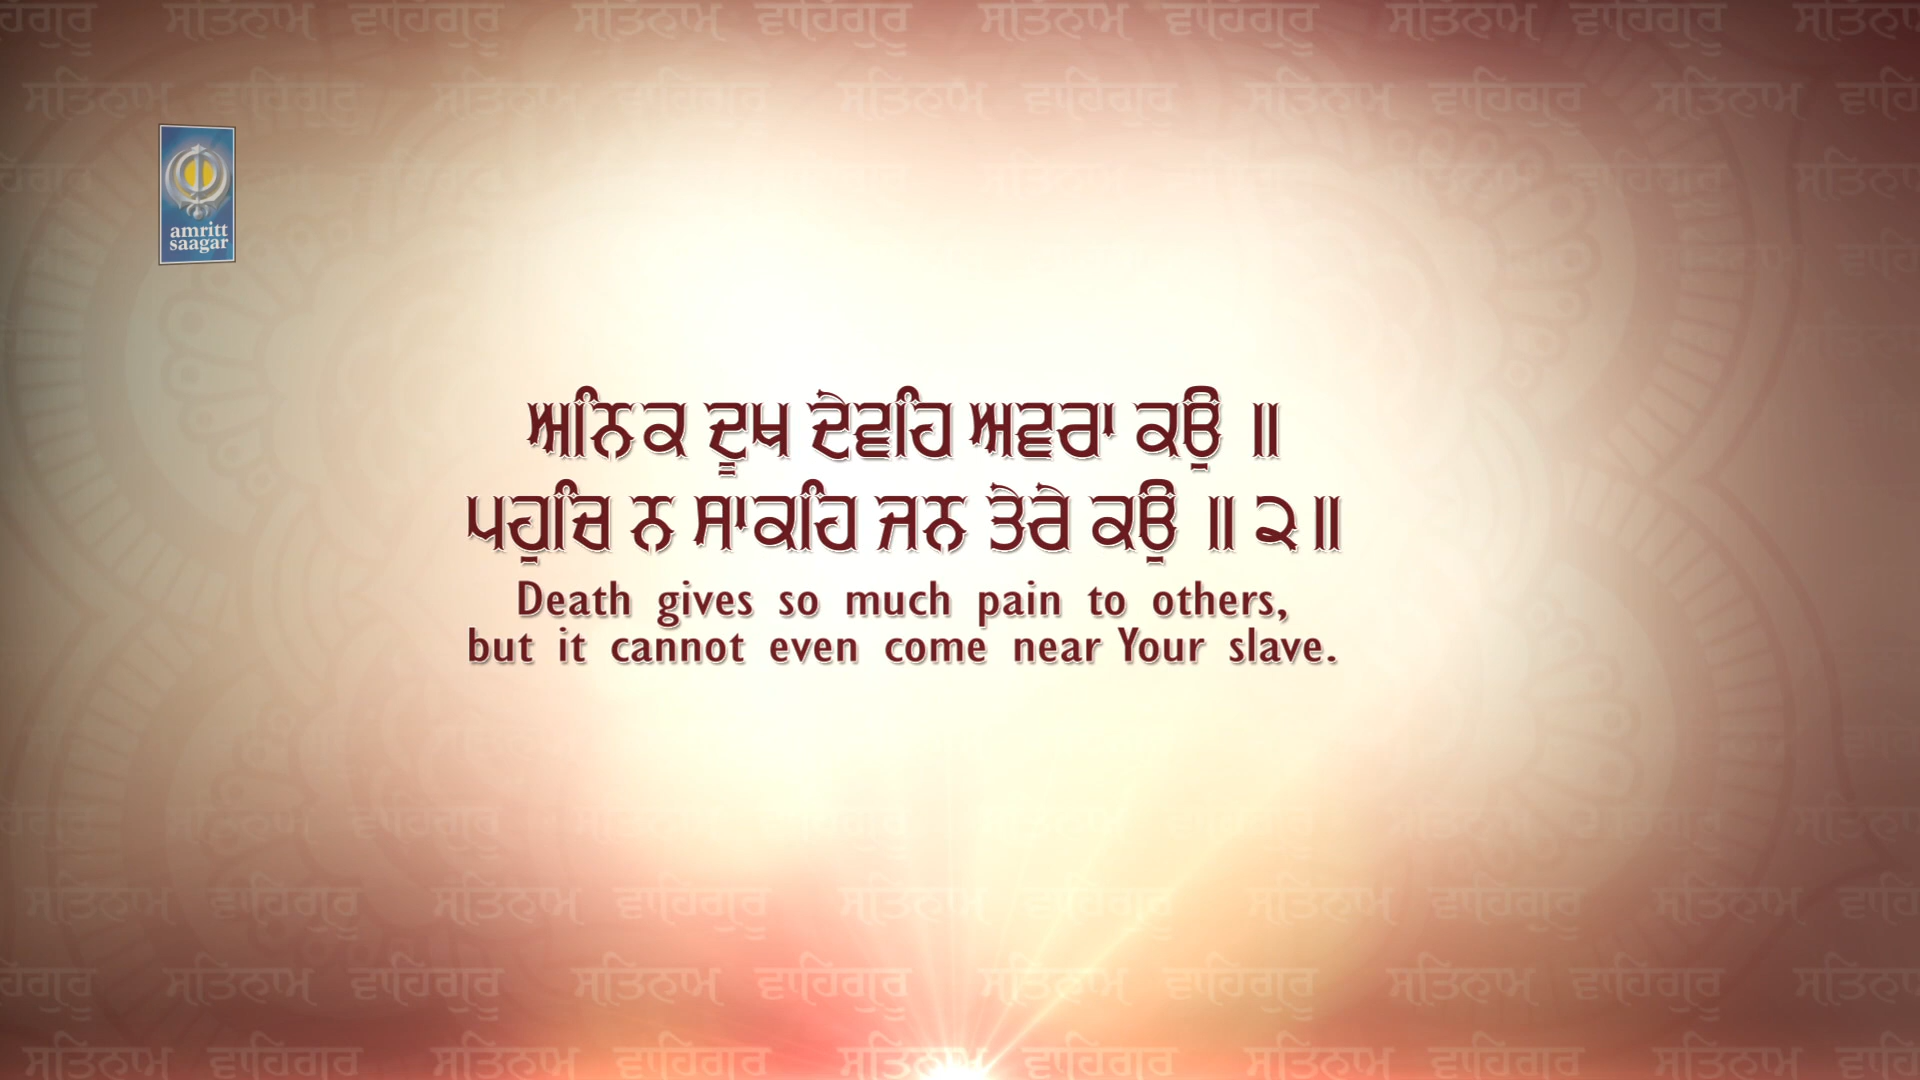 amritt
saagar
ਅਨਿਕ ਦੂਖ ਦੇਵਹਿ ਅਵਰਾ ਕਉ ॥
ਪਹੁਚਿ ਨ ਸਾਕਹਿ ਜਨ ਤੇਰੇ ਕਉ ॥੨॥
Death gives so much pain to others,
but it cannot even come near Your slave.